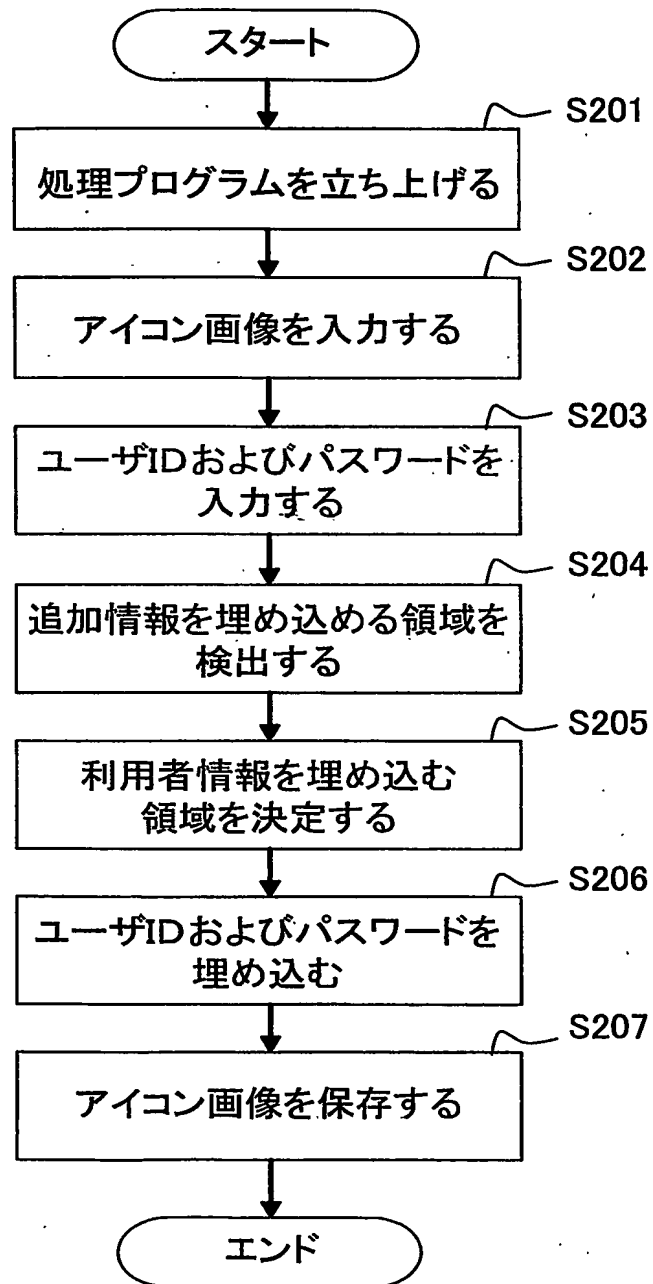 スタート
S201
処理プログラムを立ち上げる
S202
アイコン画像を入力する
S203
ユーザIDおよびパスワードを
入力する
S204
追加情報を埋め込める領域を
検出する
S205
利用者情報を埋め込む
領域を決定する
S206
ユーザIDおよびパスワードを
埋め込む
S207
アイコン画像を保存する
エンド